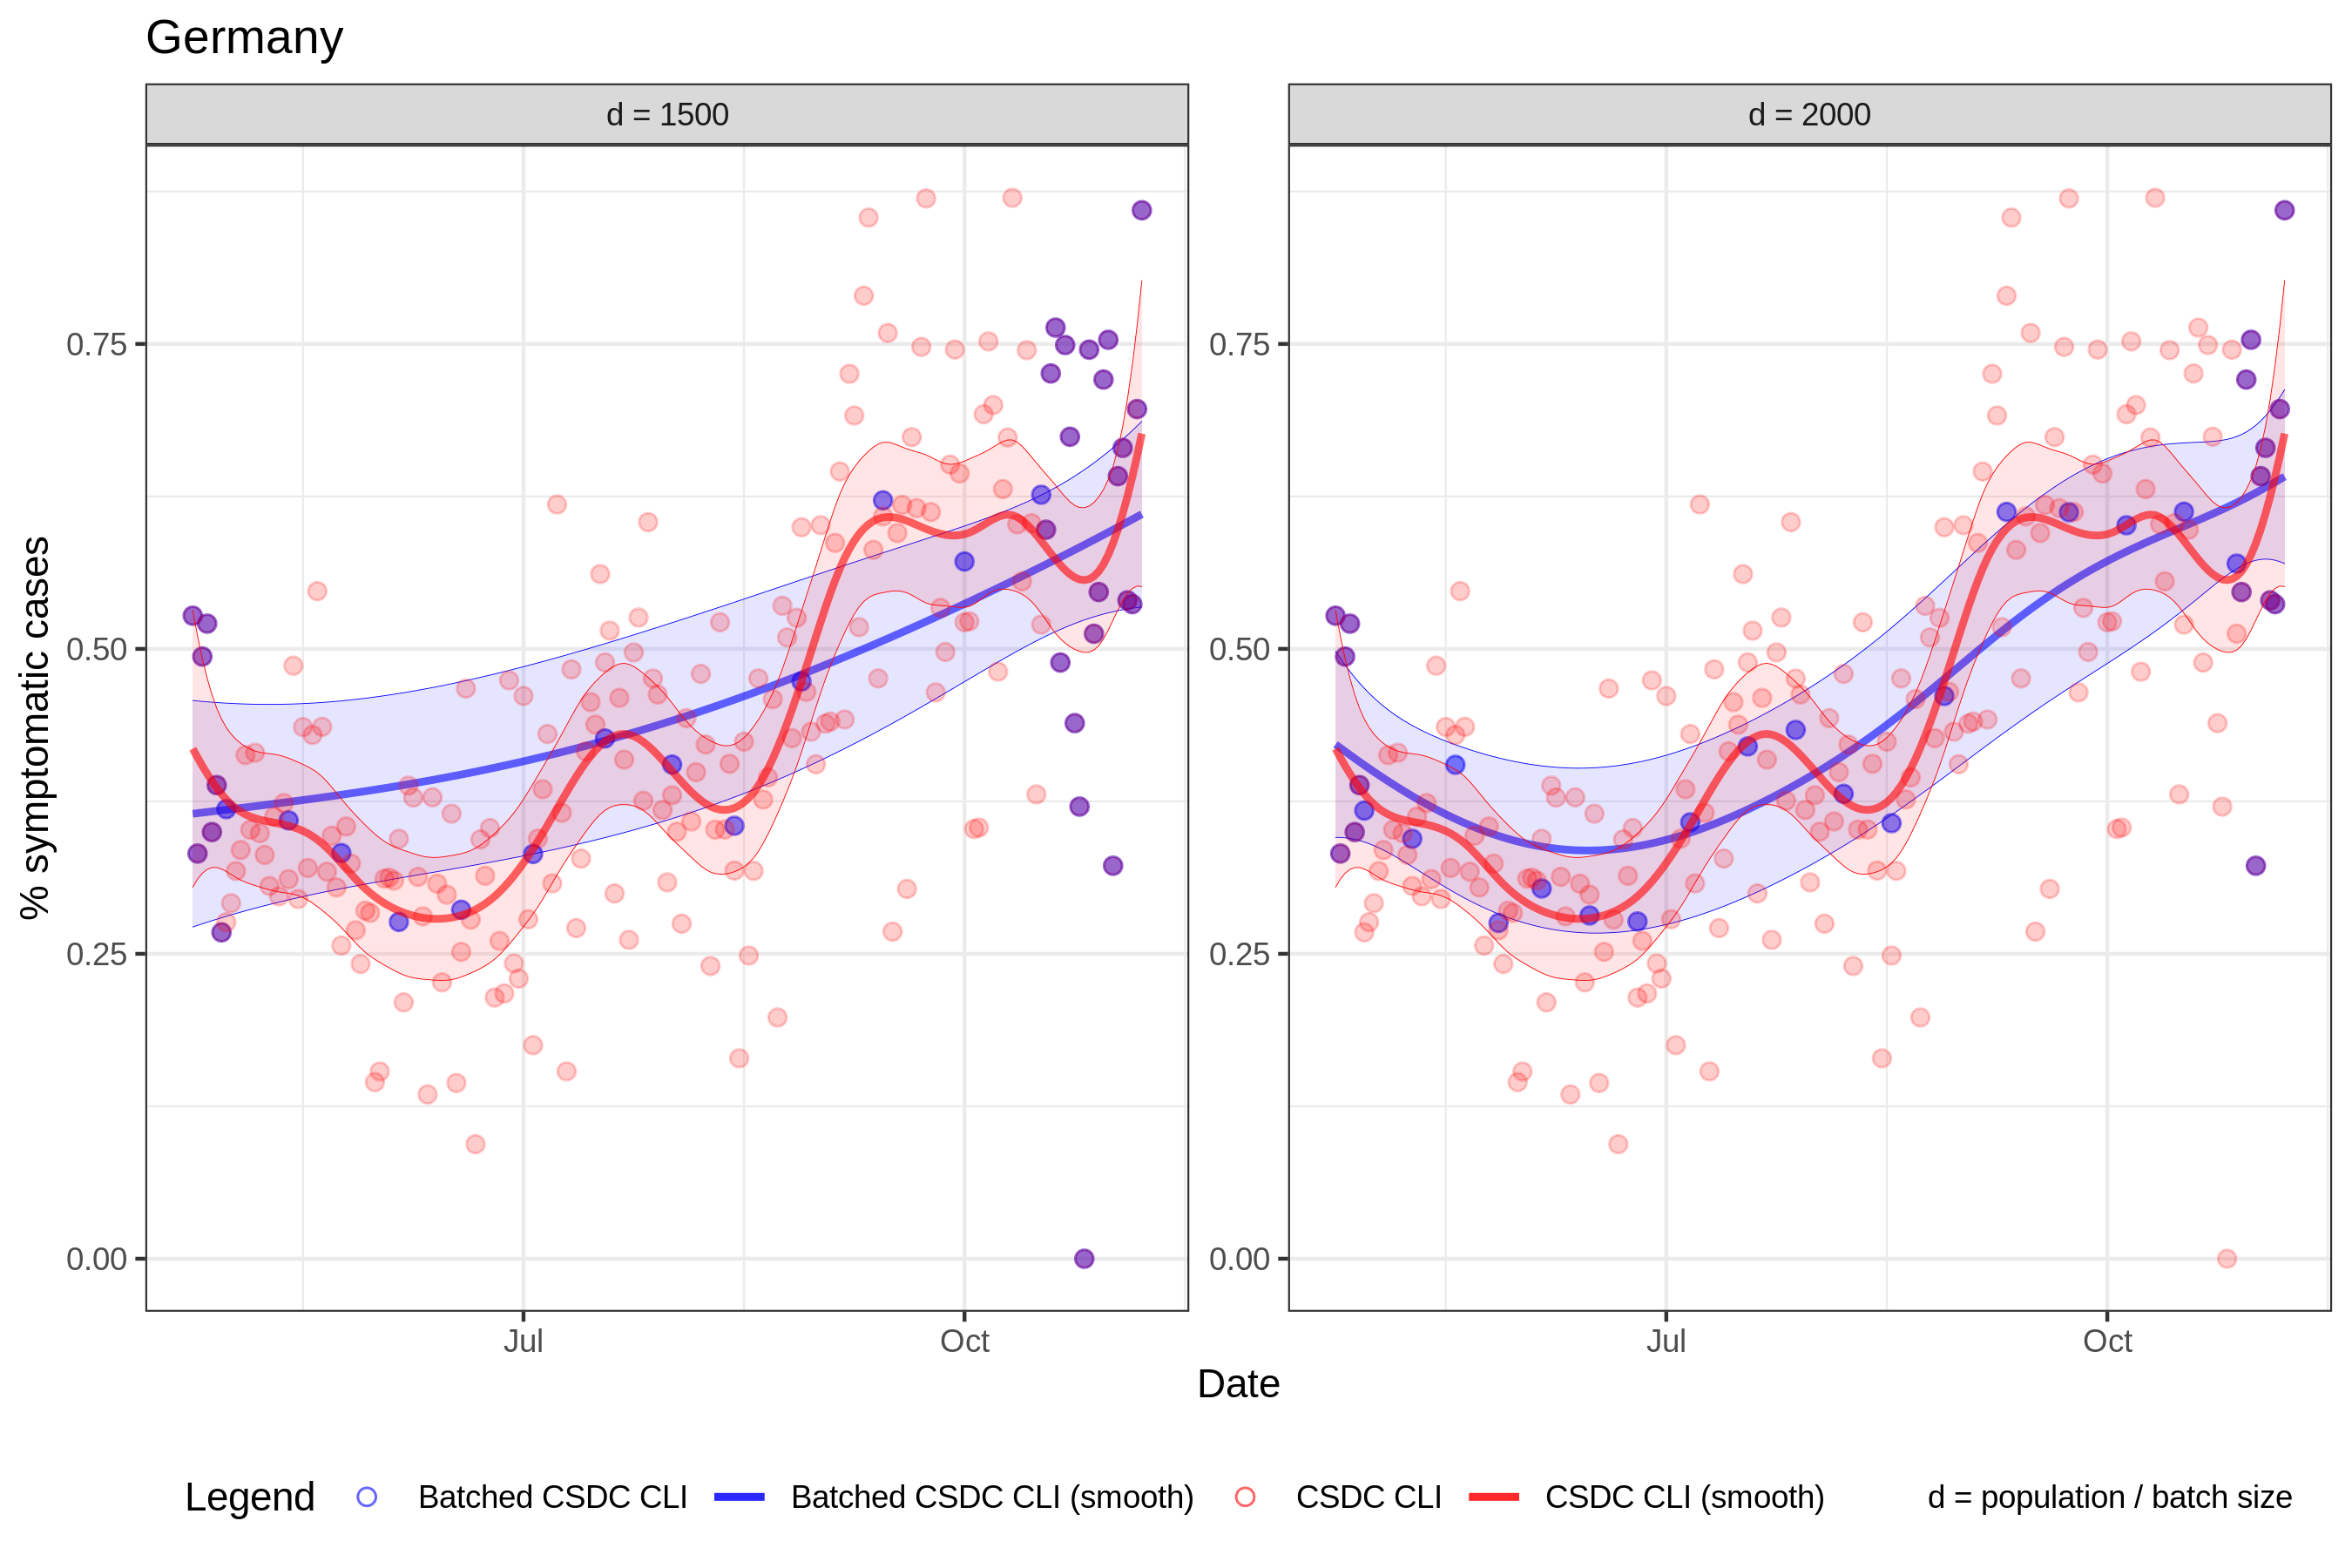 Germany
d = 1500
d = 2000
% symptomatic cases
0.75
0.50
0.25
0.00
0.75
0.50
0.25
0.00
Jul
Oct
Jul
Oct
Date
Legend
Batched CSDC CLI
Batched CSDC CLI (smooth)
CSDC CLI
CSDC CLI (smooth)
d = population / batch size